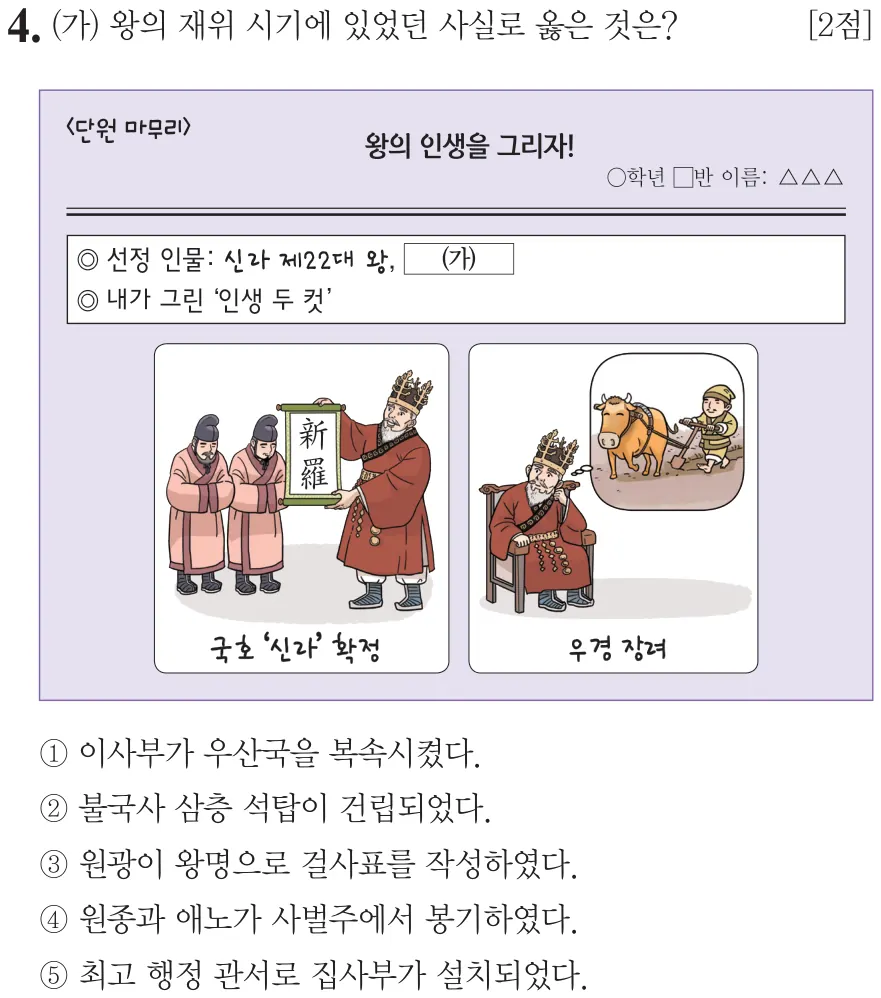 4. (가) 왕의 재위 시기에 있었던 사실로 옳은 것은? [2점]
<단원 마무리>
왕의 인생을 그리자!
○학년 □반 이름: △△△
◎ 선정 인물: 신라 제22대 왕, (가)
◎ 내가 그린 ‘인생 두 컷’
新
羅
국호 ‘신라’ 확정
우경 장려
① 이사부가 우산국을 복속시켰다.
② 불국사 삼층 석탑이 건립되었다.
③ 원광이 왕명으로 걸사표를 작성하였다.
④ 원종과 애노가 사벌주에서 봉기하였다.
⑤ 최고 행정 관서로 집사부가 설치되었다.